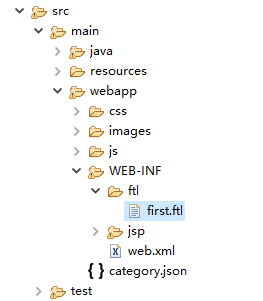 src
main
java
resources
webapp
css
images
js
WEB-INF
ftl
first.ftl
jsp
web.xml
{} category.json
test